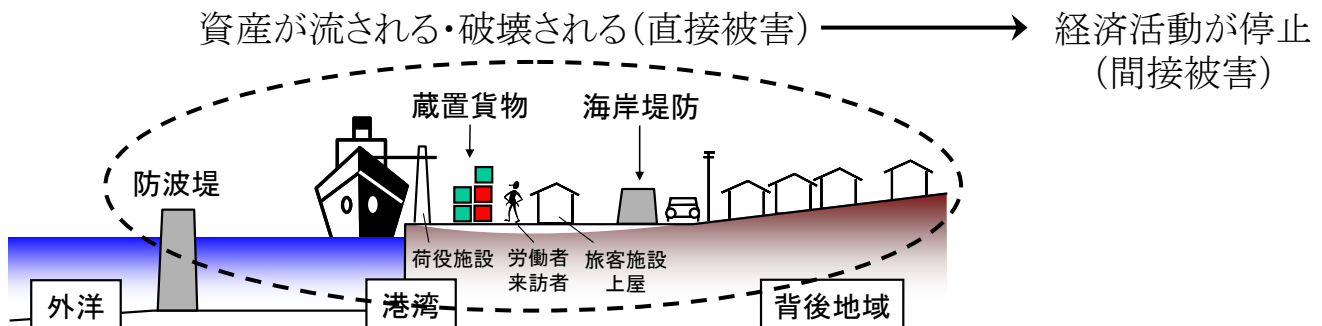 資産が流される・破壊される(直接被害)
経済活動が停止
(間接被害)
蔵置貨物
海岸堤防
防波堤
荷役施設
労働者
来訪者
旅客施設
上屋
外洋
港湾
背後地域